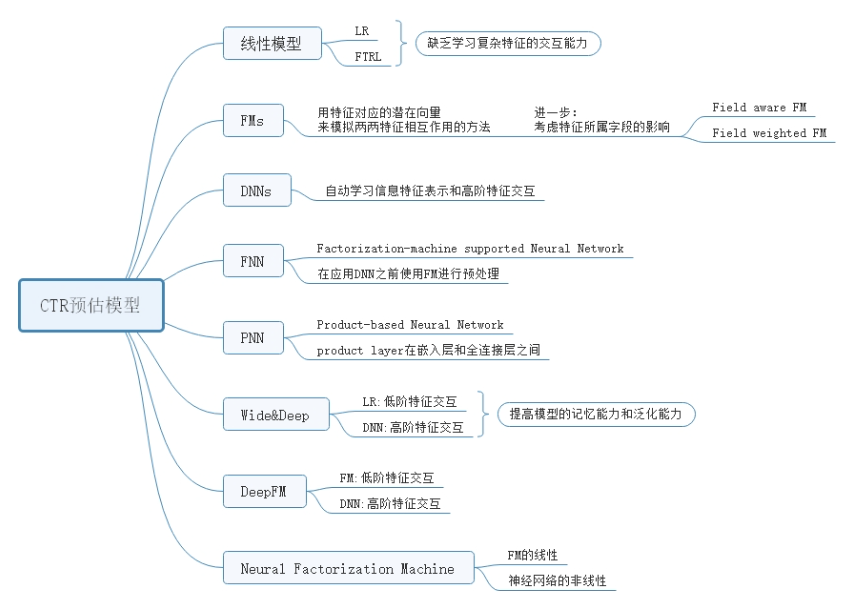 CTR预估模型
线性模型
LR
FTRL
缺乏学习复杂特征的交互能力
FMs
用特征对应的潜在向量
来模拟两两特征相互作用的方法
进一步：
考虑特征所属字段的影响
Field aware FM
Field weighted FM
DNNs
自动学习信息特征表示和高阶特征交互
FNN
Factorization-machine supported Neural Network
在应用DNN之前使用FM进行预处理
PNN
Product-based Neural Network
product layer在嵌入层和全连接层之间
Wide&Deep
LR：低阶特征交互
DNN：高阶特征交互
提高模型的记忆能力和泛化能力
DeepFM
FM：低阶特征交互
DNN：高阶特征交互
Neural Factorization Machine
FM的线性
神经网络的非线性